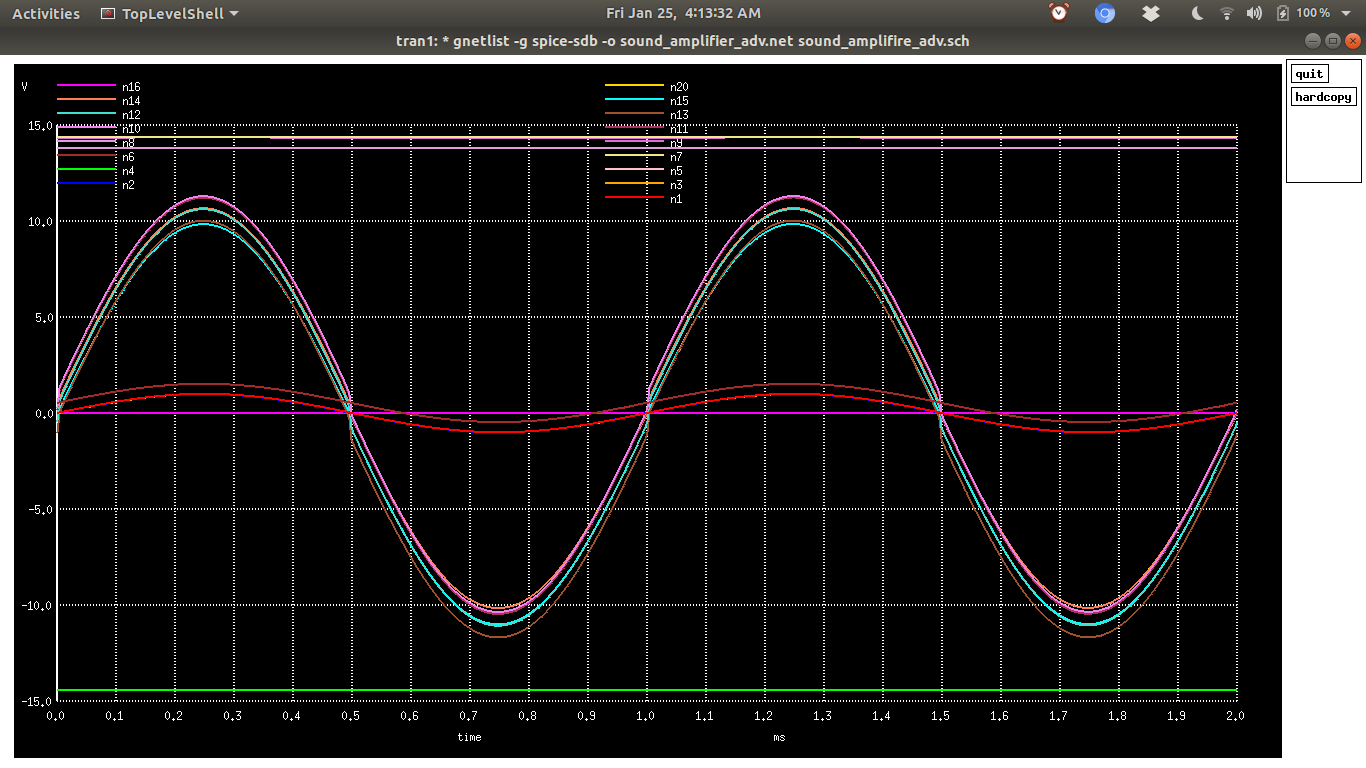 Activities TopLevelShell Fri Jan 25, 4:13:32 AM 100 %
tran1: * gnetlist -g spice-sdb -o sound_amplifier_adv.net sound_amplifire_adv.sch
quit
hardcopy
V
n16 n20
n14 n15
n12 n13
n10 n11
n8 n9
n6 n7
n4 n5
n2 n3
n1
15.0
10.0
5.0
0.0
-5.0
-10.0
-15.0
0.0 0.1 0.2 0.3 0.4 0.5 0.6 0.7 0.8 0.9 1.0 1.1 1.2 1.3 1.4 1.5 1.6 1.7 1.8 1.9 2.0
time ms